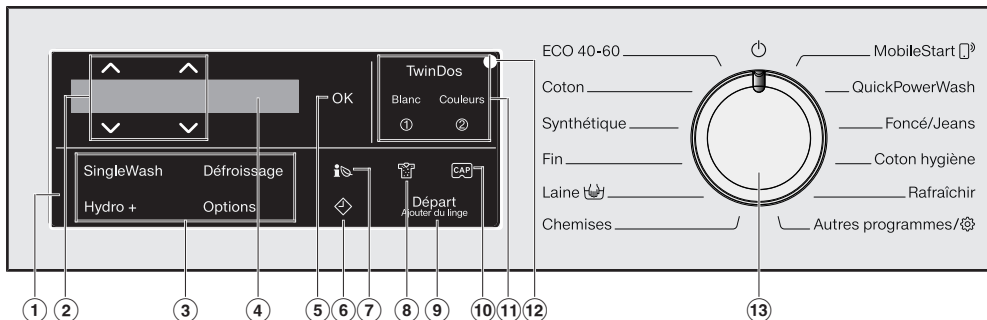 TwinDos
OK
Blanc Couleurs
① ②
SingleWash Défroissage
Hydro + Options
CAP
Départ
Ajouter du linge
ECO 40-60
Coton
Synthétique
Fin
Laine
Chemises
MobileStart
QuickPowerWash
Foncé/Jeans
Coton hygiène
Rafraîchir
Autres programmes/
① ② ③ ④ ⑤ ⑥ ⑦ ⑧ ⑨ ⑩ ⑪ ⑫ ⑬